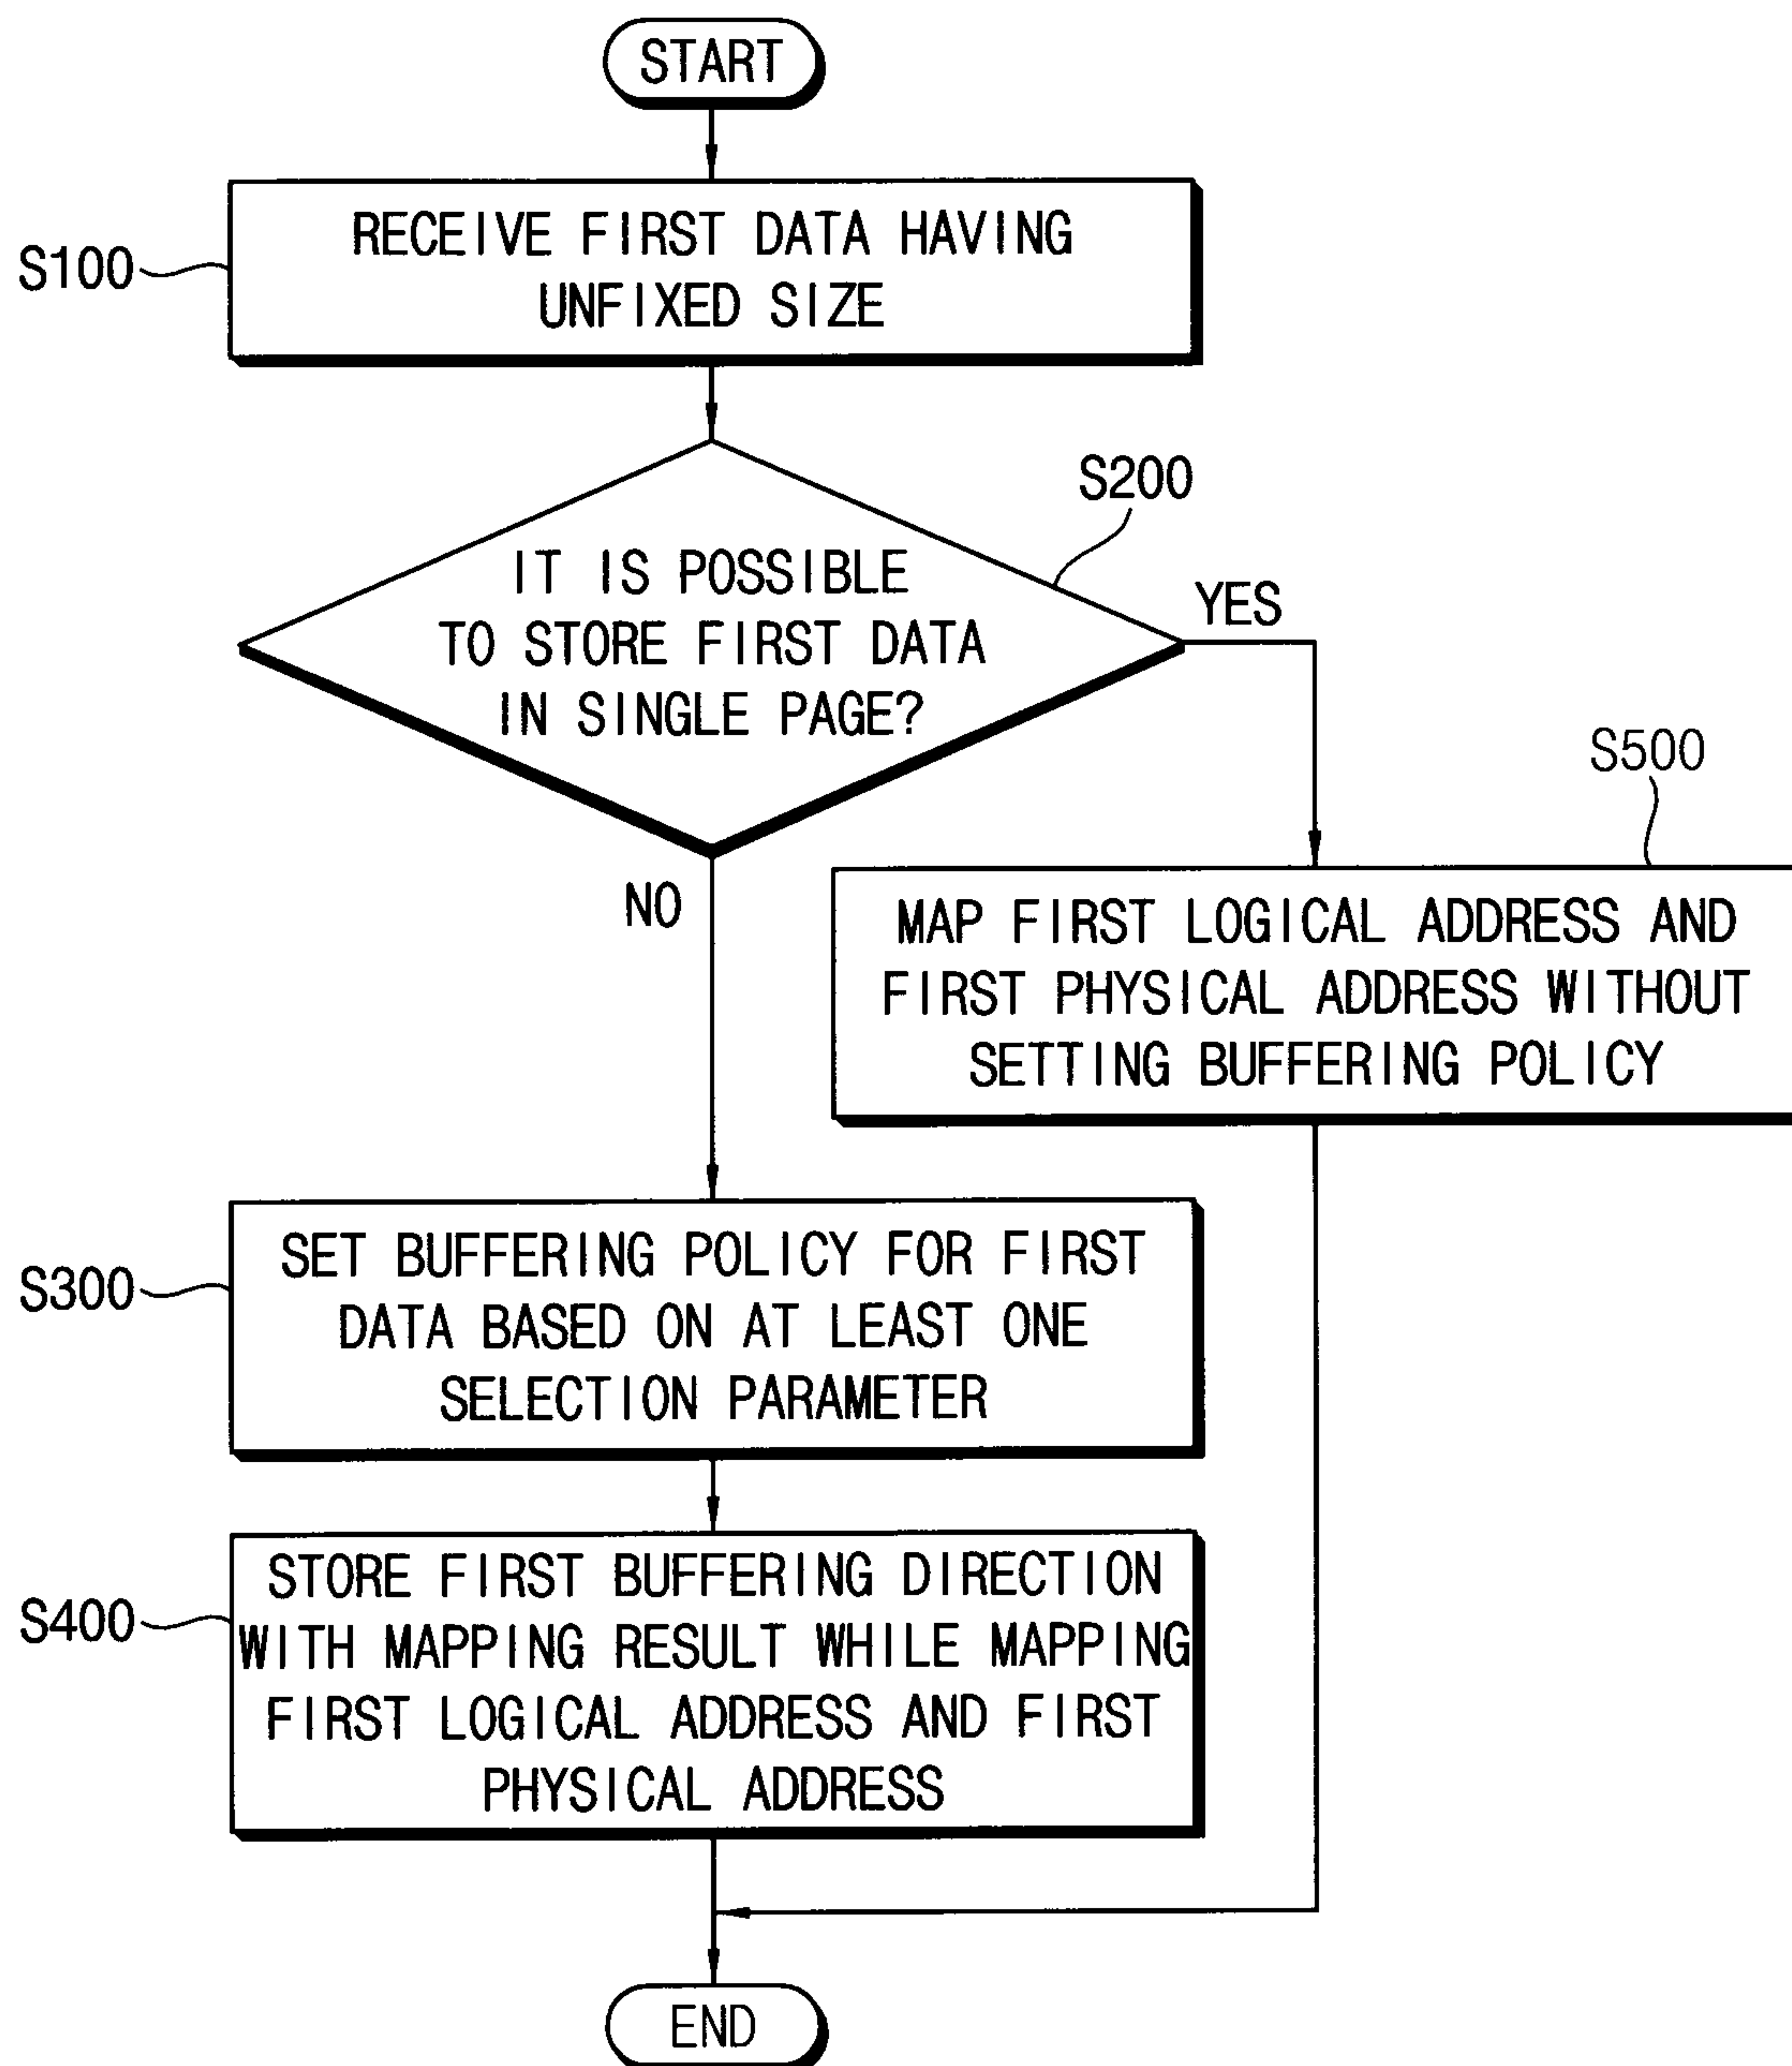 START
S100
RECEIVE FIRST DATA HAVING
UNFIXED SIZE
S200
IT IS POSSIBLE
TO STORE FIRST DATA
IN SINGLE PAGE?
YES
NO
S500
MAP FIRST LOGICAL ADDRESS AND
FIRST PHYSICAL ADDRESS WITHOUT
SETTING BUFFERING POLICY
S300
SET BUFFERING POLICY FOR FIRST
DATA BASED ON AT LEAST ONE
SELECTION PARAMETER
S400
STORE FIRST BUFFERING DIRECTION
WITH MAPPING RESULT WHILE MAPPING
FIRST LOGICAL ADDRESS AND FIRST
PHYSICAL ADDRESS
END